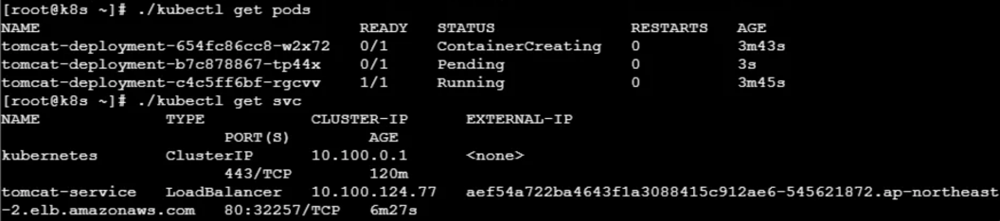 [root@k8s ~]# ./kubectl get pods
NAME READY STATUS RESTARTS AGE
tomcat-deployment-654fc86cc8-w2x72 0/1 ContainerCreating 0 3m43s
tomcat-deployment-b7c878867-tp44x 0/1 Pending 0 3s
tomcat-deployment-c4c5ff6bf-rgcvv 1/1 Running 0 3m45s
[root@k8s ~]# ./kubectl get svc
NAME TYPE CLUSTER-IP EXTERNAL-IP
PORT(S) AGE
kubernetes ClusterIP 10.100.0.1 <none>
443/TCP 120m
tomcat-service LoadBalancer 10.100.124.77 aef54a722ba4643f1a3088415c912ae6-545621872.ap-northeast
-2.elb.amazonaws.com 80:32257/TCP 6m27s